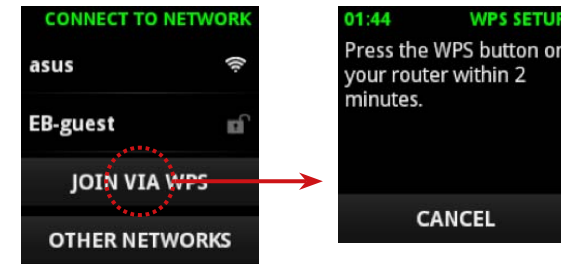 CONNECT TO NETWORK
asus
EB-guest
JOIN VIA WPS
OTHER NETWORKS
01:44 WPS SETUP
Press the WPS button on
your router within 2
minutes.
CANCEL